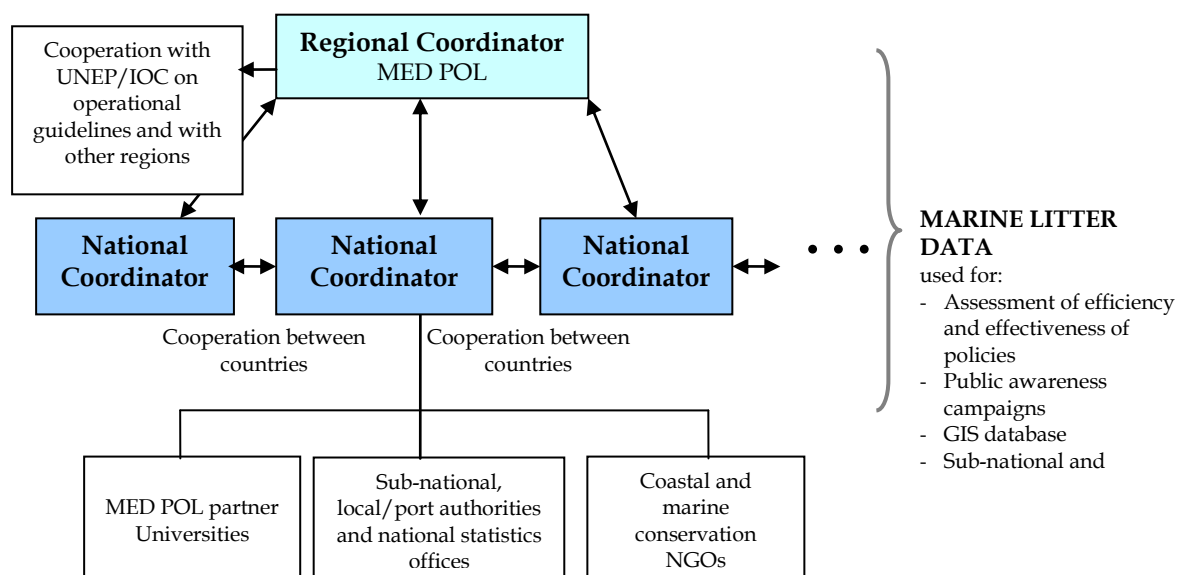 Cooperation with
UNEP/IOC on
operational
guidelines and with
other regions
Regional Coordinator
MED POL
National
Coordinator
National
Coordinator
National
Coordinator
• • •
Cooperation between
countries
Cooperation between
countries
MED POL partner
Universities
Sub-national,
local/port authorities
and national statistics
offices
Coastal and
marine
conservation
NGOs
MARINE LITTER
DATA
used for:
- Assessment of efficiency
and effectiveness of
policies
- Public awareness
campaigns
- GIS database
- Sub-national and